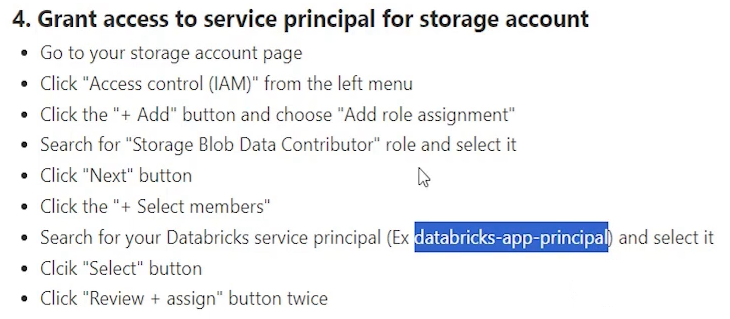 4. Grant access to service principal for storage account
• Go to your storage account page
• Click "Access control (IAM)" from the left menu
• Click the "+ Add" button and choose "Add role assignment"
• Search for "Storage Blob Data Contributor" role and select it
• Click "Next" button
• Click the "+ Select members"
• Search for your Databricks service principal (Ex databricks-app-principal) and select it
• Clcik "Select" button
• Click "Review + assign" button twice